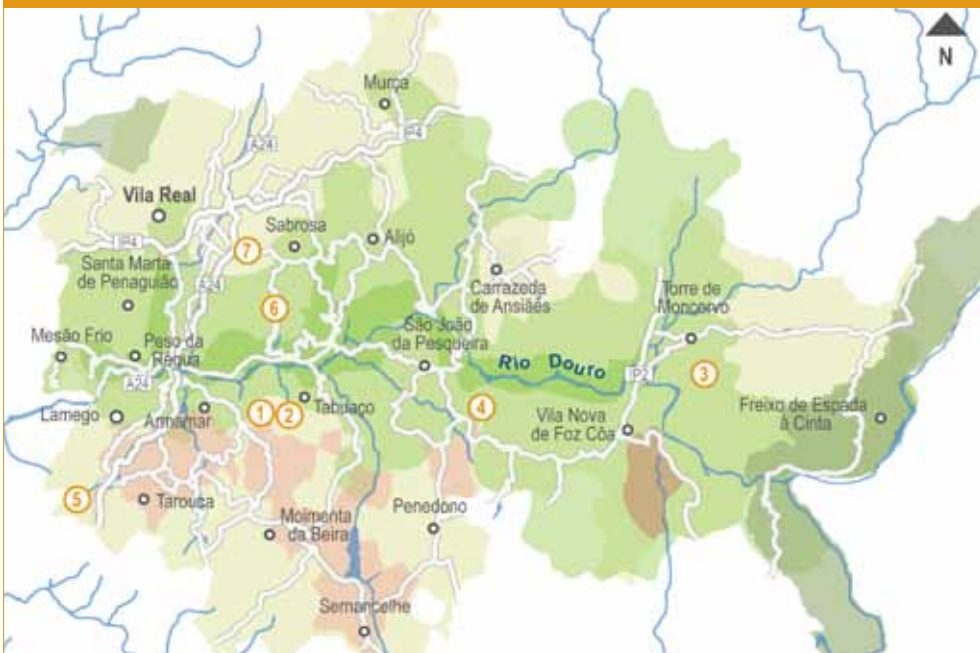 N
Murça
IP4
A24
Vila Real
Sabrosa
7
Alijó
IP4
Santa Marta
de Penaguião
A24
Carrazeda
de Ansiães
Torre de
Moncorvo
6
São João
da Pesqueira
Mesão Frio
Peso da
Régua
Rio Douro
IP2
3
A24
Lamego
Armamar
1
2
Tabuaço
4
Vila Nova
de Foz Côa
Freixo de Espada
à Cinta
5
Tarouca
Moimenta
da Beira
Penedono
Sernancelhe